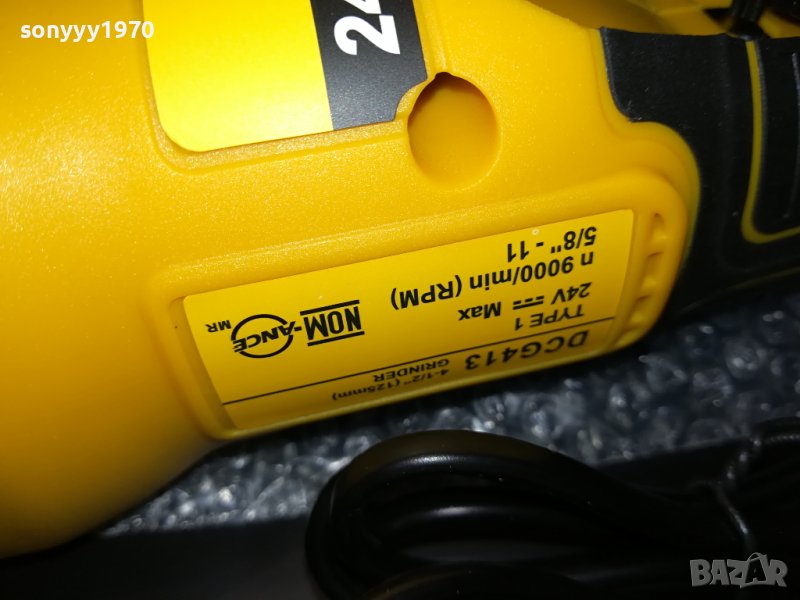 sonyyy1970
24
DCG413
4-1/2" (125mm)
GRINDER
TYPE 1
24V Max
n 9000/min (RPM)
5/8" - 11
NOM-ANCE
MR
BAZAR